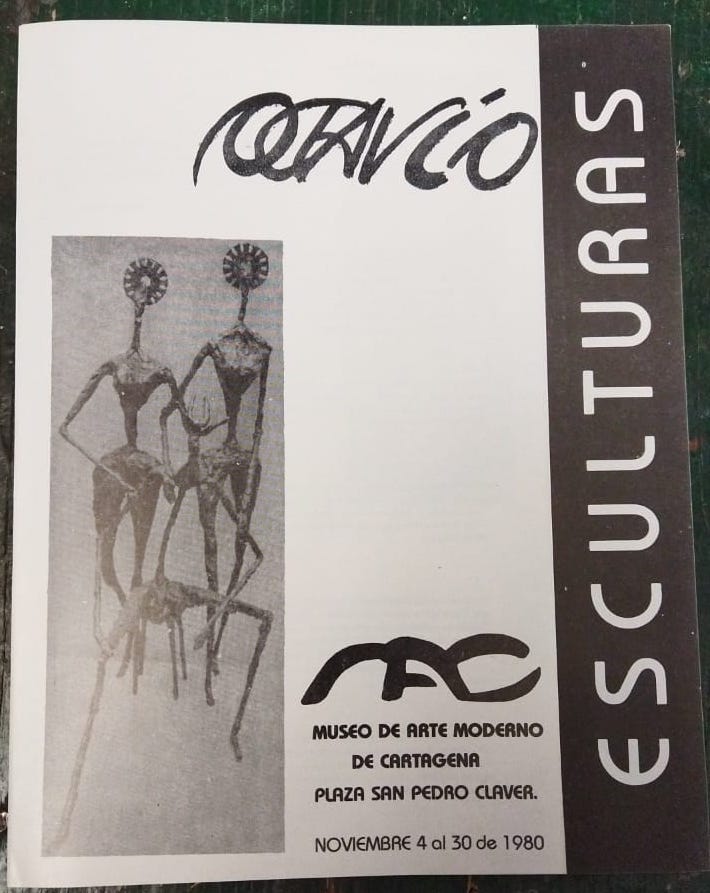 OCTAVIO
ESCULTURAS
MAC
MUSEO DE ARTE MODERNO
DE CARTAGENA
PLAZA SAN PEDRO CLAVER.
NOVIEMBRE 4 al 30 de 1980